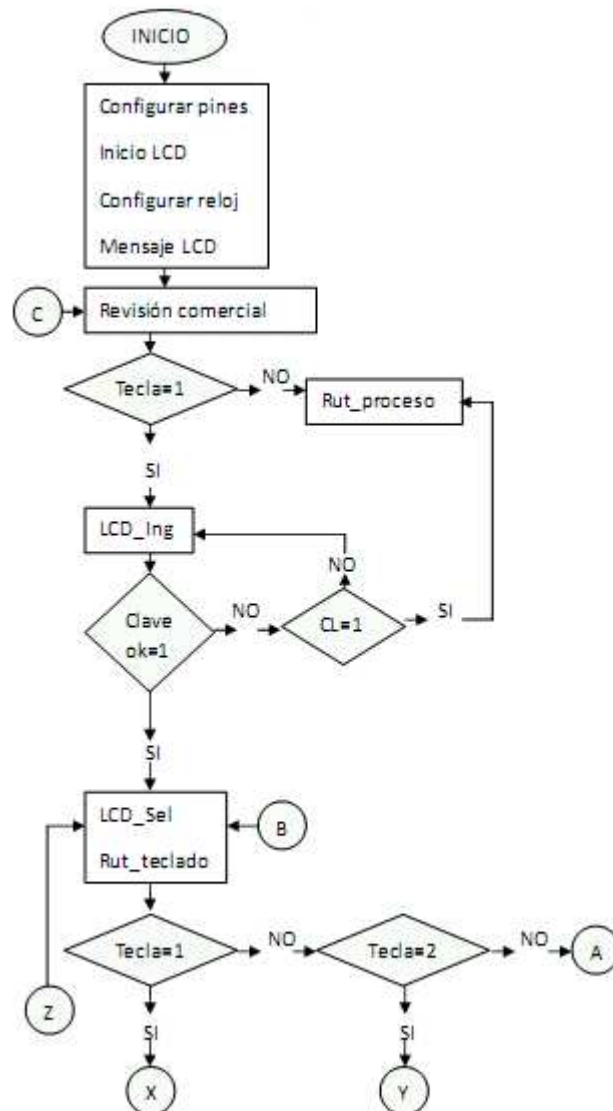 INICIO
Configurar pines
Inicio LCD
Configurar reloj
Mensaje LCD
C
Revisión comercial
Tecla=1
NO
Rut_proceso
SI
LCD_Ing
NO
Clave
ok=1
NO
CL=1
SI
SI
LCD_Sel
Rut_teclado
B
Tecla=1
NO
Tecla=2
NO
A
Z
SI
SI
X
Y